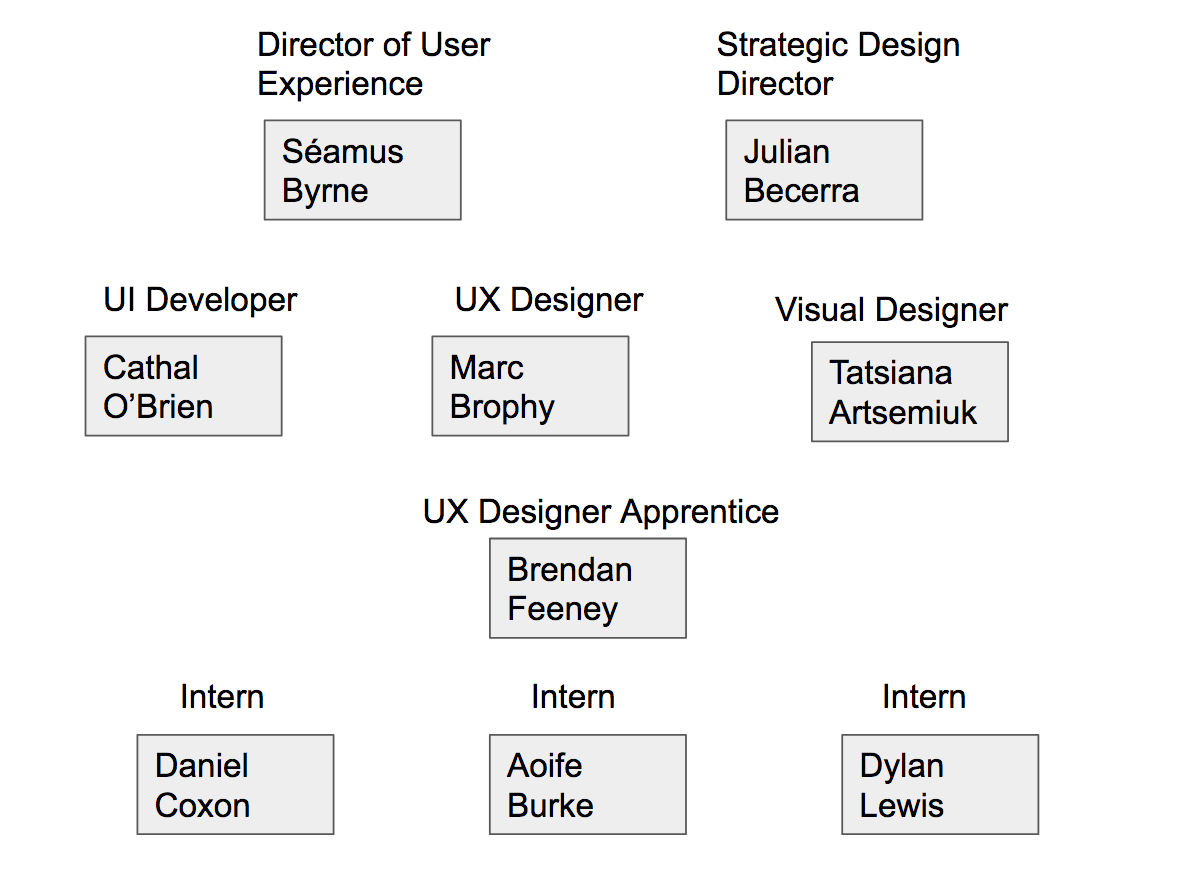 Director of User
Experience
Strategic Design
Director
Séamus
Byrne
Julian
Becerra
UI Developer
UX Designer
Visual Designer
Cathal
O’Brien
Marc
Brophy
Tatsiana
Artsemiuk
UX Designer Apprentice
Brendan
Feeney
Intern
Intern
Intern
Daniel
Coxon
Aoife
Burke
Dylan
Lewis